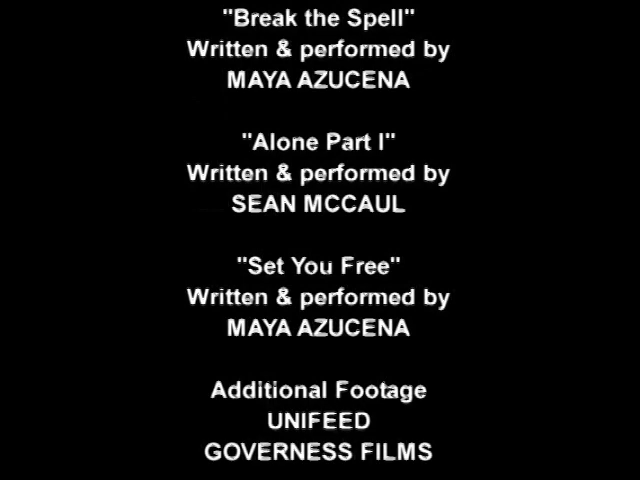 "Break the Spell"
Written & performed by
MAYA AZUCENA
"Alone Part I"
Written & performed by
SEAN MCCAUL
"Set You Free"
Written & performed by
MAYA AZUCENA
Additional Footage
UNIFEED
GOVERNESS FILMS